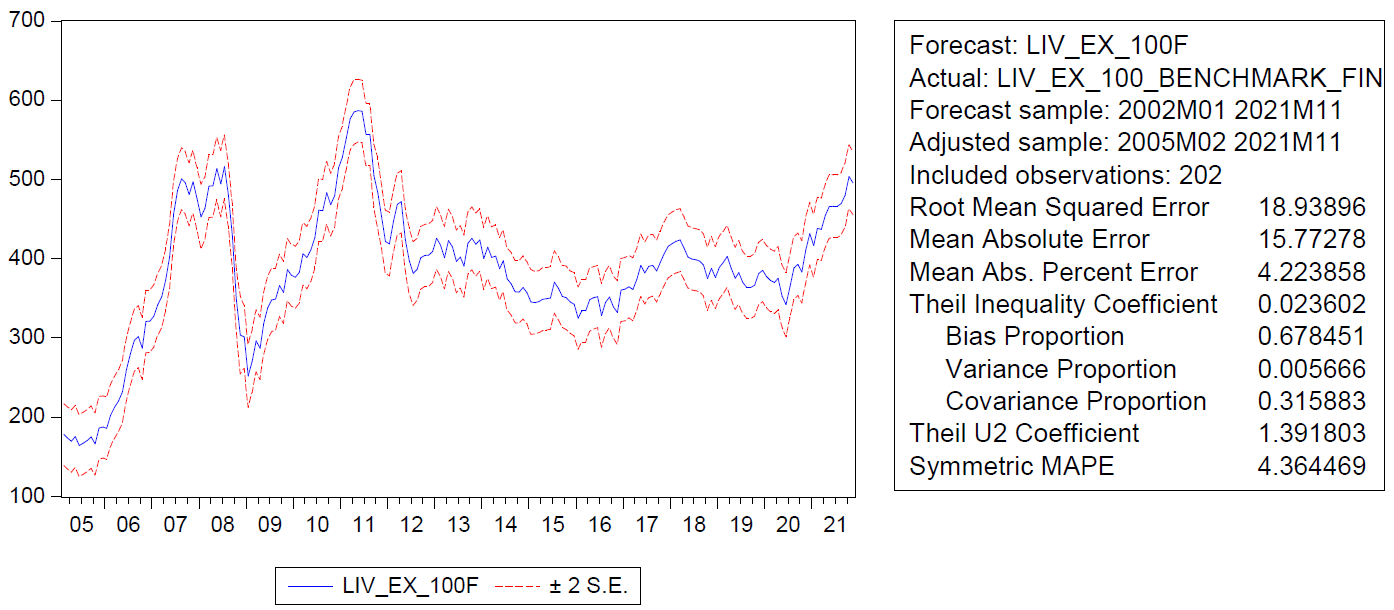 700
600
500
400
300
200
100
05 06 07 08 09 10 11 12 13 14 15 16 17 18 19 20 21
LIV_EX_100F ± 2 S.E.
Forecast: LIV_EX_100F
Actual: LIV_EX_100_BENCHMARK_FIN
Forecast sample: 2002M01 2021M11
Adjusted sample: 2005M02 2021M11
Included observations: 202
Root Mean Squared Error 18.93896
Mean Absolute Error 15.77278
Mean Abs. Percent Error 4.223858
Theil Inequality Coefficient 0.023602
Bias Proportion 0.678451
Variance Proportion 0.005666
Covariance Proportion 0.315883
Theil U2 Coefficient 1.391803
Symmetric MAPE 4.364469